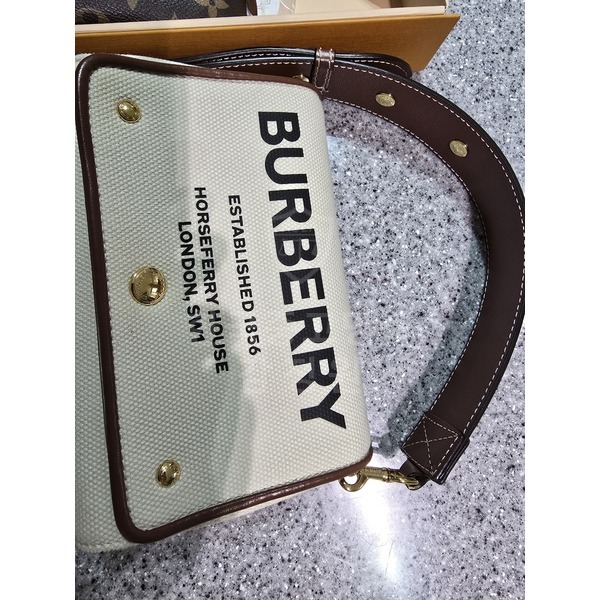 BURBERRY
ESTABLISHED 1856
HORSEFERRY HOUSE
LONDON, SW1